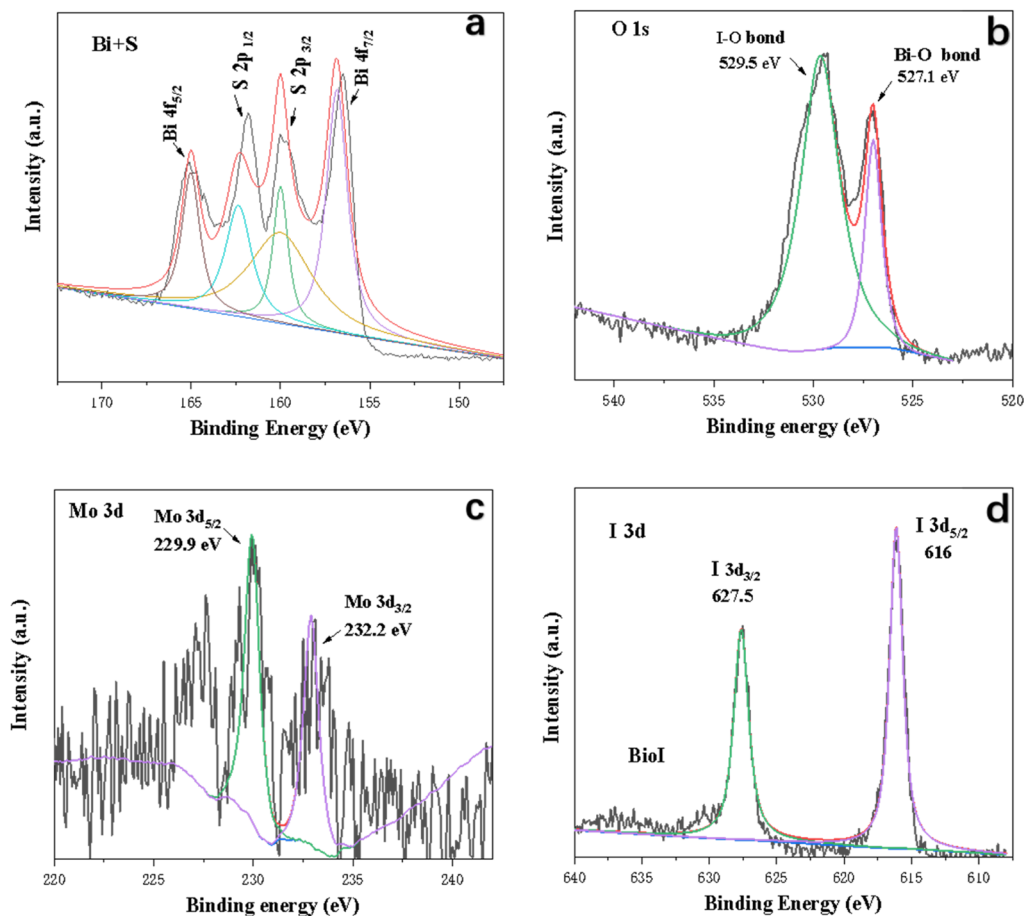 a
Bi+S
Bi 4f5/2
S 2p 1/2
S 2p 3/2
Bi 4f7/2
Intensity (a.u.)
170 165 160 155 150
Binding Energy (eV)
b
O 1s
I-O bond
529.5 eV
Bi-O bond
527.1 eV
Intensity (a.u.)
540 535 530 525 520
Binding energy (eV)
c
Mo 3d
Mo 3d5/2
229.9 eV
Mo 3d3/2
232.2 eV
Intensity (a.u.)
220 225 230 235 240
Binding energy (eV)
d
I 3d
I 3d5/2
616
I 3d3/2
627.5
BioI
Intensity (a.u.)
640 635 630 625 620 615 610
Binding Energy (eV)